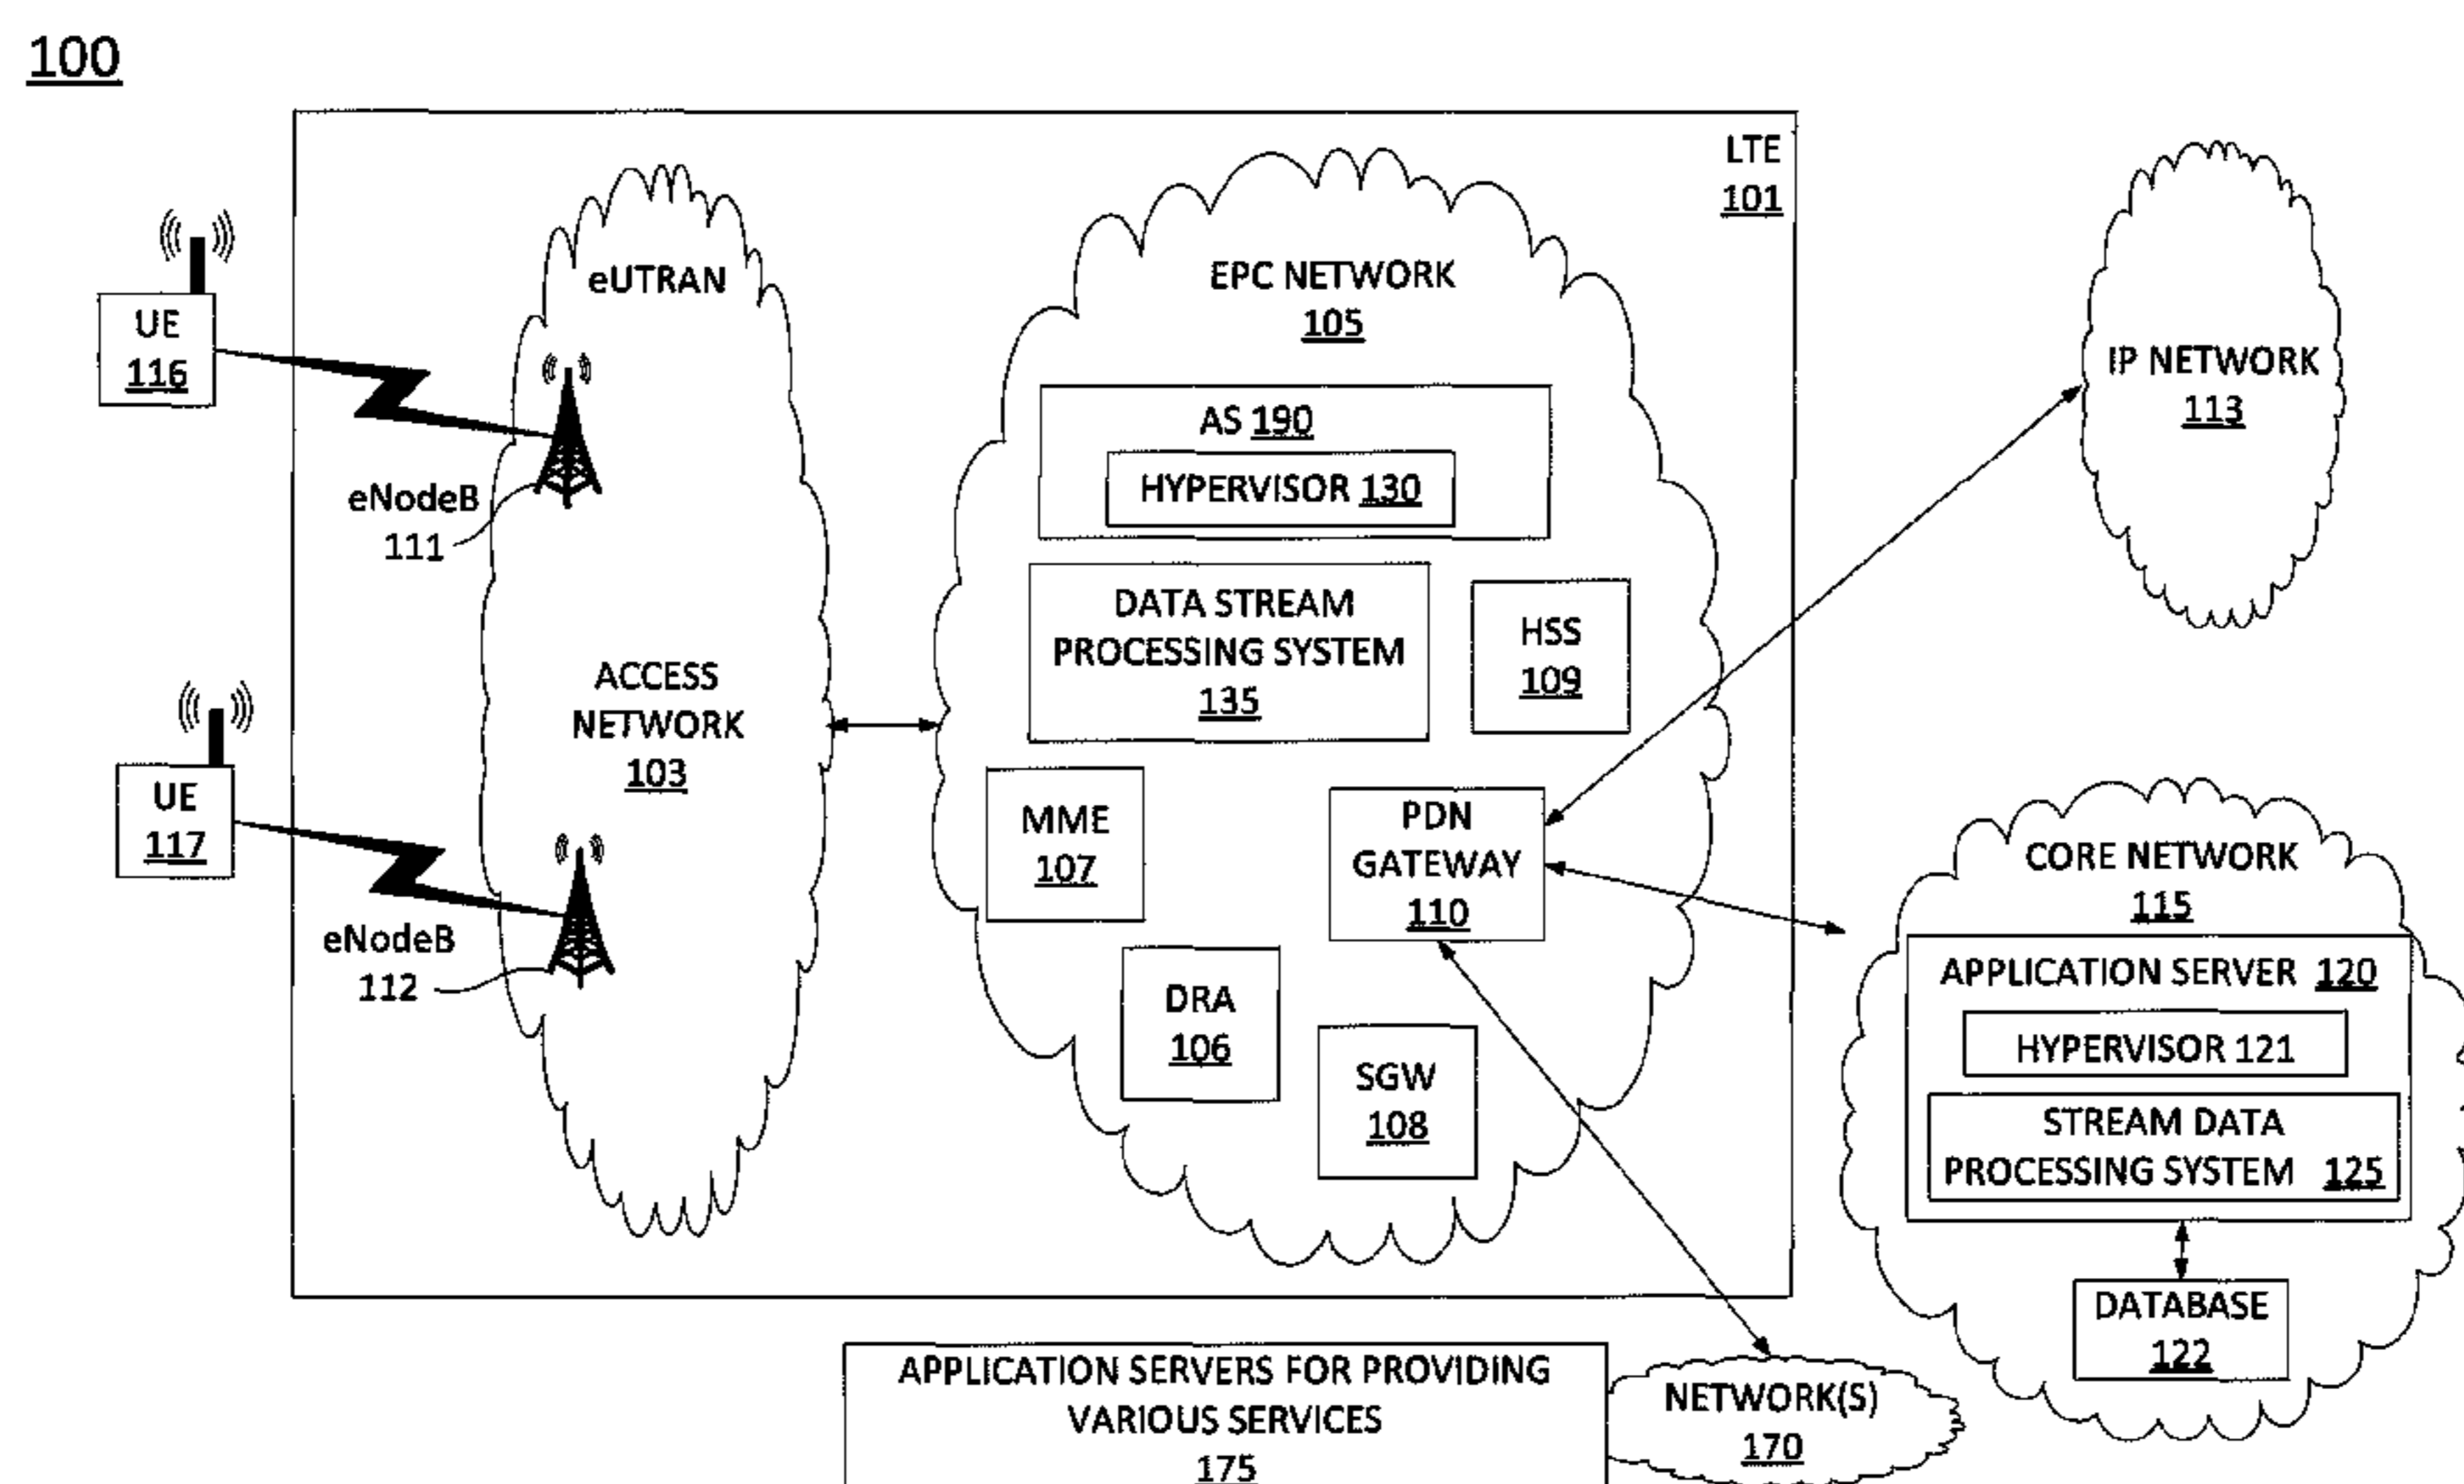 100
LTE
101
eUTRAN
EPC NETWORK
105
UE
116
IP NETWORK
113
AS 190
HYPERVISOR 130
eNodeB
111
DATA STREAM
PROCESSING SYSTEM
135
HSS
109
ACCESS
NETWORK
103
UE
117
MME
107
PDN
GATEWAY
110
CORE NETWORK
115
eNodeB
112
DRA
106
SGW
108
APPLICATION SERVER 120
HYPERVISOR 121
STREAM DATA
PROCESSING SYSTEM 125
DATABASE
122
APPLICATION SERVERS FOR PROVIDING
VARIOUS SERVICES
175
NETWORK(S)
170